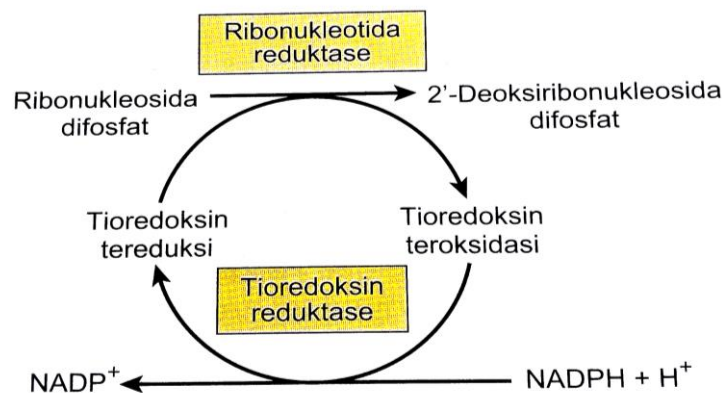 Ribonukleotida
reduktase
Ribonukleosida
difosfat
2'-Deoksiribonukleosida
difosfat
Tioredoksin
tereduksi
Tioredoksin
teroksidasi
Tioredoksin
reduktase
NADP⁺
NADPH + H⁺